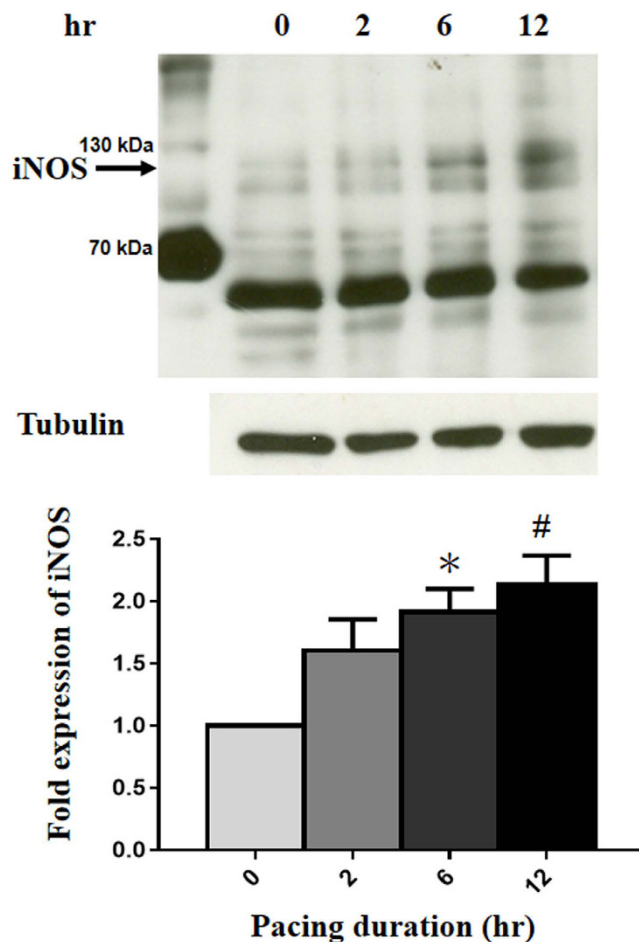 hr 0 2 6 12
130 kDa
iNOS
70 kDa
Tubulin
Fold expression of iNOS
2.5
2.0
1.5
1.0
0.5
0.0
*
#
0 2 6 12
Pacing duration (hr)